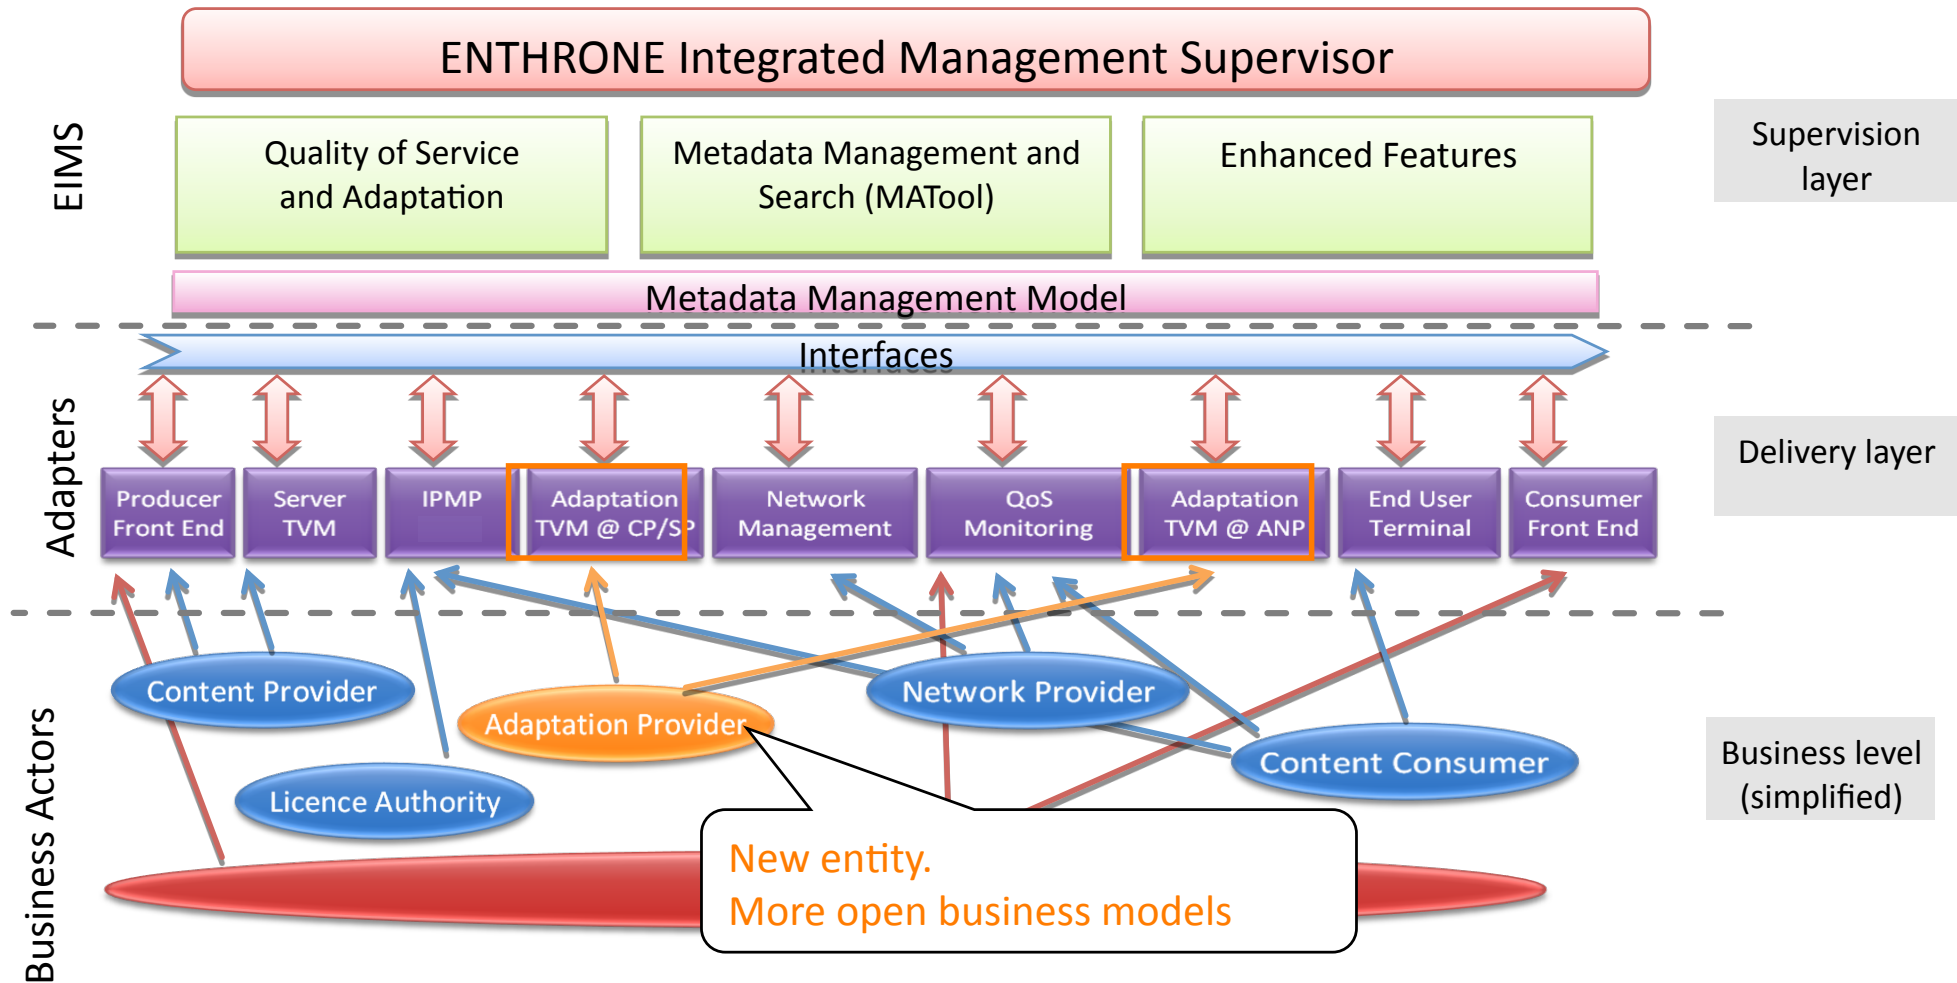 ENTHRONE Integrated Management Supervisor
EIMS
Quality of Service
and Adaptation
Metadata Management and
Search (MATool)
Enhanced Features
Supervision
layer
Metadata Management Model
Interfaces
Adapters
Producer
Front End
Server
TVM
IPMP
Adaptation
TVM @ CP/SP
Network
Management
QoS
Monitoring
Adaptation
TVM @ ANP
End User
Terminal
Consumer
Front End
Delivery layer
Business Actors
Content Provider
Adaptation Provider
Network Provider
Content Consumer
Licence Authority
Business level
(simplified)
New entity.
More open business models